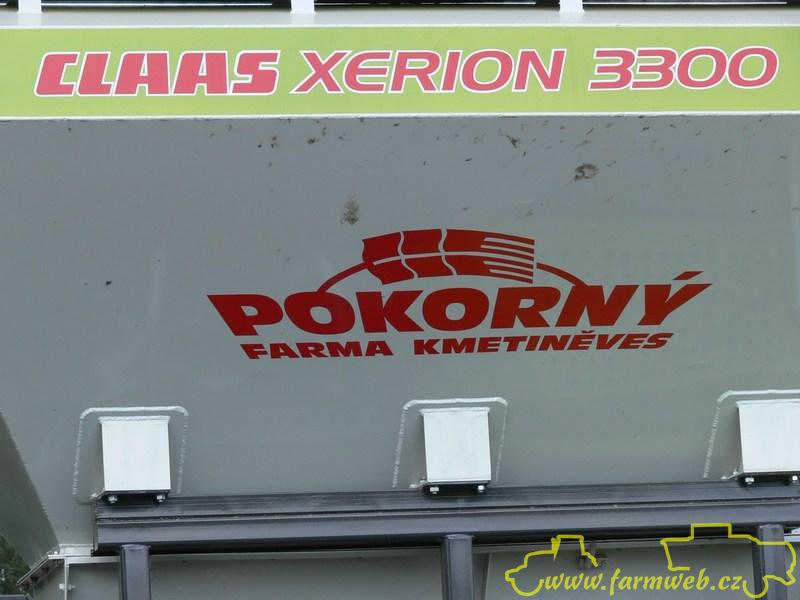 CLAAS XERION 3300
POKORNÝ
FARMA KMETINĚVES
www.farmweb.cz